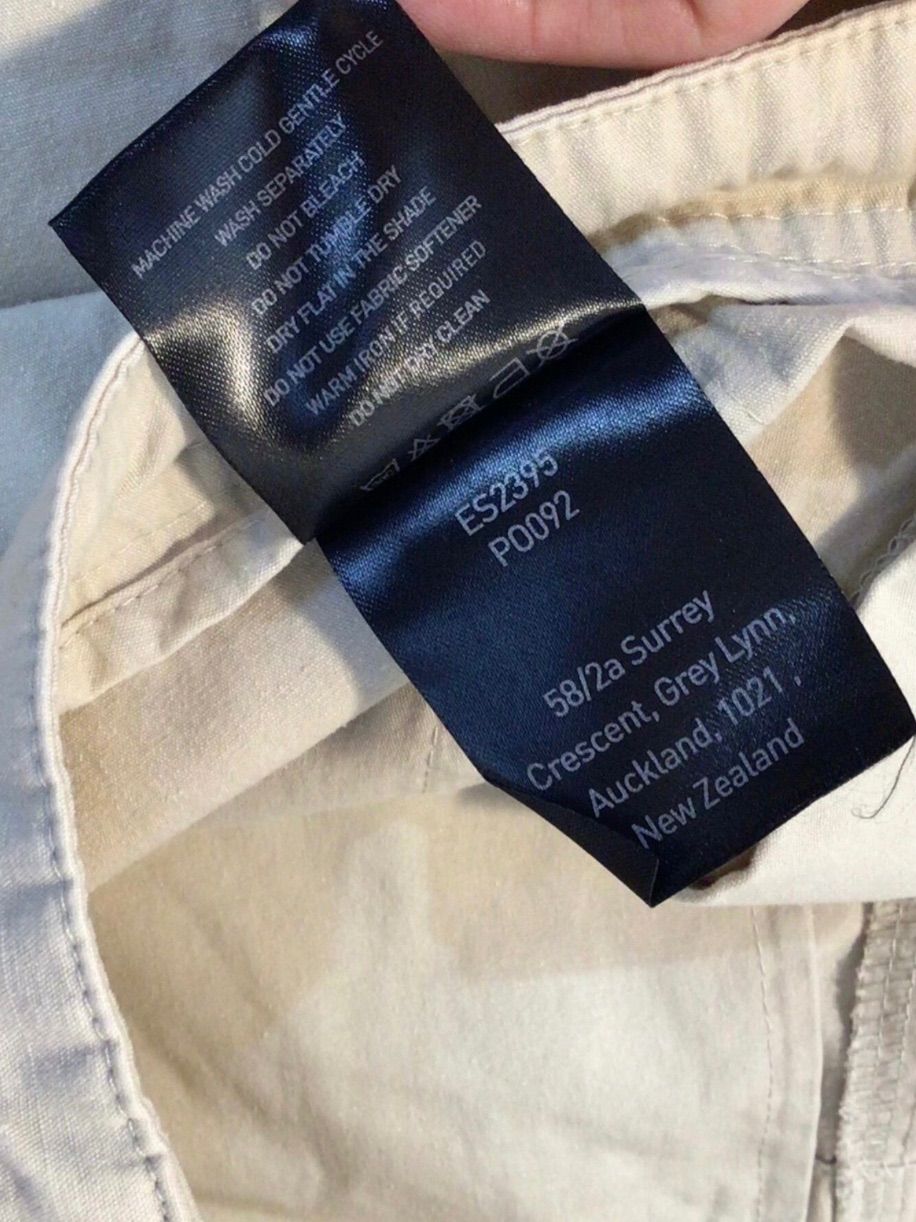 MACHINE WASH COLD GENTLE CYCLE
WASH SEPARATELY
DO NOT BLEACH
DO NOT TUMBLE DRY
DRY FLAT IN THE SHADE
DO NOT USE FABRIC SOFTENER
WARM IRON IF REQUIRED
DO NOT DRY CLEAN
ES2395
PO092
58/2a Surrey
Crescent, Grey Lynn,
Auckland, 1021 ,
New Zealand